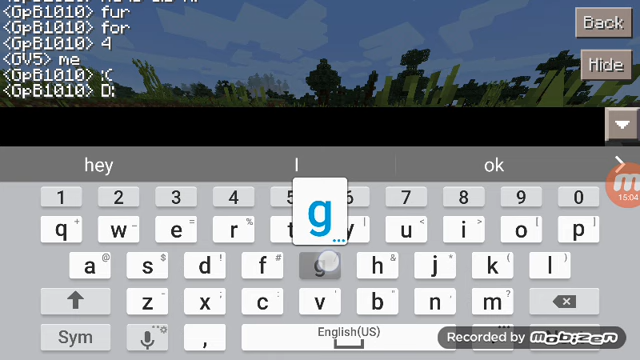 <GpB1010> fur
<GpB1010> for
<GpB1010> 4
<GV5> me
<GpB1010> :C
<GpB1010> D:
Back
Hide
hey I ok
15:04
1 2 3 4 5 6 7 8 9 0
g
q w e r t y u i o p
a s d f g h j k l
z x c v b n m
Sym , English(US)
Recorded by Mobizen